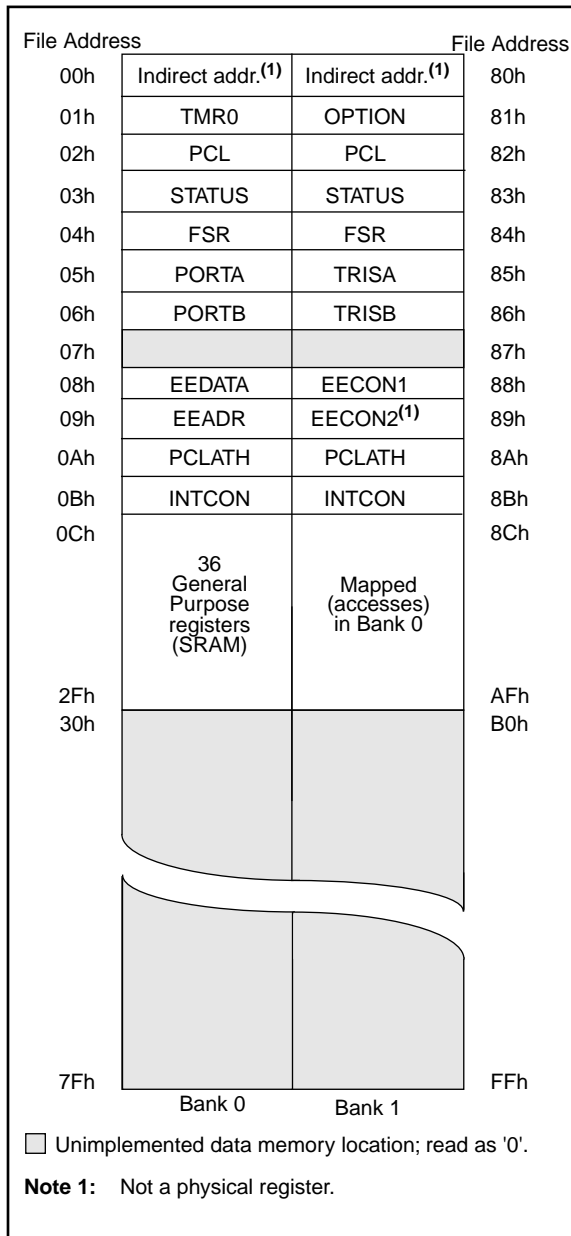 File Address File Address
00h Indirect addr.(1) Indirect addr.(1) 80h
01h TMR0 OPTION 81h
02h PCL PCL 82h
03h STATUS STATUS 83h
04h FSR FSR 84h
05h PORTA TRISA 85h
06h PORTB TRISB 86h
07h 87h
08h EEDATA EECON1 88h
09h EEADR EECON2(1) 89h
0Ah PCLATH PCLATH 8Ah
0Bh INTCON INTCON 8Bh
0Ch 8Ch
36
General
Purpose
registers
(SRAM)
Mapped
(accesses)
in Bank 0
2Fh AFh
30h B0h
7Fh FFh
Bank 0 Bank 1
Unimplemented data memory location; read as '0'.
Note 1: Not a physical register.